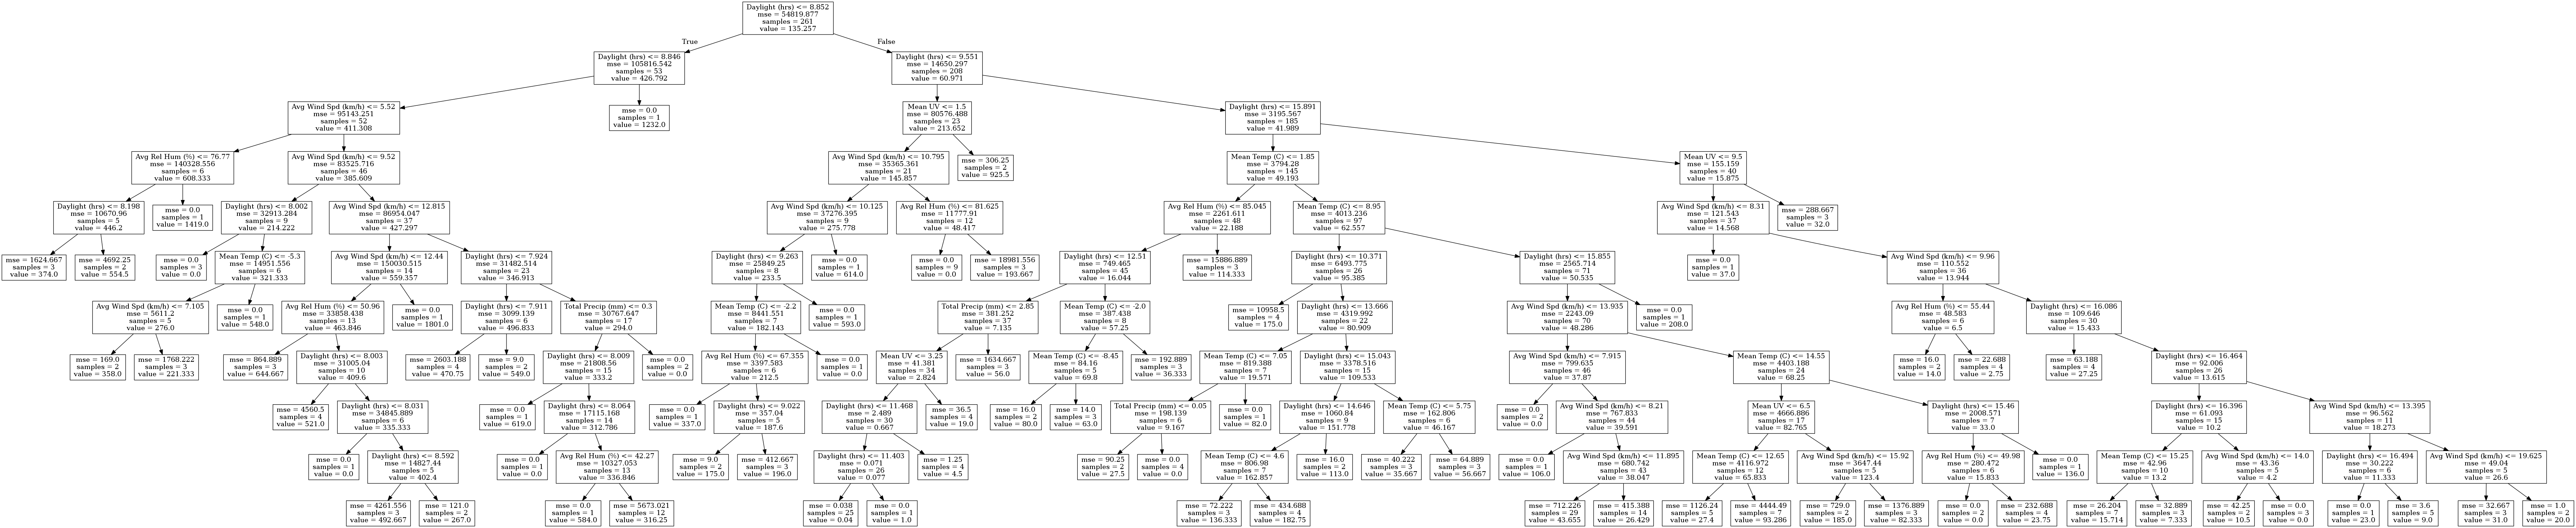 Daylight (hrs) <= 8.852
mse = 54819.877
samples = 261
value = 135.257
True
False
Daylight (hrs) <= 8.846
mse = 105816.542
samples = 53
value = 426.792
Daylight (hrs) <= 9.551
mse = 14650.297
samples = 208
value = 60.971
Avg Wind Spd (km/h) <= 5.52
mse = 95143.251
samples = 52
value = 411.308
mse = 0.0
samples = 1
value = 1232.0
Mean UV <= 1.5
mse = 80576.488
samples = 23
value = 213.652
Daylight (hrs) <= 15.891
mse = 3195.567
samples = 185
value = 41.989
Avg Rel Hum (%) <= 76.77
mse = 140328.556
samples = 6
value = 608.333
Avg Wind Spd (km/h) <= 9.52
mse = 83525.716
samples = 46
value = 385.609
Avg Wind Spd (km/h) <= 10.795
mse = 35365.361
samples = 21
value = 145.857
mse = 306.25
samples = 2
value = 925.5
Mean Temp (C) <= 1.85
mse = 3794.28
samples = 145
value = 49.193
Mean UV <= 9.5
mse = 155.159
samples = 40
value = 15.875
Daylight (hrs) <= 8.198
mse = 10670.96
samples = 5
value = 446.2
mse = 0.0
samples = 1
value = 1419.0
Daylight (hrs) <= 8.002
mse = 32913.284
samples = 9
value = 214.222
Avg Wind Spd (km/h) <= 12.815
mse = 86954.047
samples = 37
value = 427.297
Avg Wind Spd (km/h) <= 10.125
mse = 37276.395
samples = 9
value = 275.778
Avg Rel Hum (%) <= 81.625
mse = 11777.91
samples = 12
value = 48.417
Avg Rel Hum (%) <= 85.045
mse = 2261.611
samples = 48
value = 22.188
Mean Temp (C) <= 8.95
mse = 4013.236
samples = 97
value = 62.557
Avg Wind Spd (km/h) <= 8.31
mse = 121.543
samples = 37
value = 14.568
mse = 288.667
samples = 3
value = 32.0
mse = 1624.667
samples = 3
value = 374.0
mse = 4692.25
samples = 2
value = 554.5
mse = 0.0
samples = 3
value = 0.0
Mean Temp (C) <= -5.3
mse = 14951.556
samples = 6
value = 321.333
Avg Wind Spd (km/h) <= 12.44
mse = 150030.515
samples = 14
value = 559.357
Daylight (hrs) <= 7.924
mse = 31482.514
samples = 23
value = 346.913
Daylight (hrs) <= 9.263
mse = 25849.25
samples = 8
value = 233.5
mse = 0.0
samples = 1
value = 614.0
mse = 0.0
samples = 9
value = 0.0
mse = 18981.556
samples = 3
value = 193.667
Daylight (hrs) <= 12.51
mse = 749.465
samples = 45
value = 16.044
mse = 15886.889
samples = 3
value = 114.333
Daylight (hrs) <= 10.371
mse = 6493.775
samples = 26
value = 95.385
Daylight (hrs) <= 15.855
mse = 2565.714
samples = 71
value = 50.535
mse = 0.0
samples = 1
value = 37.0
Avg Wind Spd (km/h) <= 9.96
mse = 110.552
samples = 36
value = 13.944
Avg Wind Spd (km/h) <= 7.105
mse = 5611.2
samples = 5
value = 276.0
mse = 0.0
samples = 1
value = 548.0
Avg Rel Hum (%) <= 50.96
mse = 33858.438
samples = 13
value = 463.846
mse = 0.0
samples = 1
value = 1801.0
Daylight (hrs) <= 7.911
mse = 3099.139
samples = 6
value = 496.833
Total Precip (mm) <= 0.3
mse = 30767.647
samples = 17
value = 294.0
Mean Temp (C) <= -2.2
mse = 8441.551
samples = 7
value = 182.143
mse = 0.0
samples = 1
value = 593.0
Total Precip (mm) <= 2.85
mse = 381.252
samples = 37
value = 7.135
Mean Temp (C) <= -2.0
mse = 387.438
samples = 8
value = 57.25
mse = 10958.5
samples = 4
value = 175.0
Daylight (hrs) <= 13.666
mse = 4319.992
samples = 22
value = 80.909
Avg Wind Spd (km/h) <= 13.935
mse = 2243.09
samples = 70
value = 48.286
mse = 0.0
samples = 1
value = 208.0
Avg Rel Hum (%) <= 55.44
mse = 48.583
samples = 6
value = 6.5
Daylight (hrs) <= 16.086
mse = 109.646
samples = 30
value = 15.433
mse = 169.0
samples = 2
value = 358.0
mse = 1768.222
samples = 3
value = 221.333
mse = 864.889
samples = 3
value = 644.667
Daylight (hrs) <= 8.003
mse = 31005.04
samples = 10
value = 409.6
mse = 2603.188
samples = 4
value = 470.75
mse = 9.0
samples = 2
value = 549.0
Daylight (hrs) <= 8.009
mse = 21808.56
samples = 15
value = 333.2
mse = 0.0
samples = 2
value = 0.0
Avg Rel Hum (%) <= 67.355
mse = 3397.583
samples = 6
value = 212.5
mse = 0.0
samples = 1
value = 0.0
Mean UV <= 3.25
mse = 41.381
samples = 34
value = 2.824
mse = 1634.667
samples = 3
value = 56.0
Mean Temp (C) <= -8.45
mse = 84.16
samples = 5
value = 69.8
mse = 192.889
samples = 3
value = 36.333
Mean Temp (C) <= 7.05
mse = 819.388
samples = 7
value = 19.571
Daylight (hrs) <= 15.043
mse = 3378.516
samples = 15
value = 109.533
Avg Wind Spd (km/h) <= 7.915
mse = 799.635
samples = 46
value = 37.87
Mean Temp (C) <= 14.55
mse = 4403.188
samples = 24
value = 68.25
mse = 16.0
samples = 2
value = 14.0
mse = 22.688
samples = 4
value = 2.75
mse = 63.188
samples = 4
value = 27.25
Daylight (hrs) <= 16.464
mse = 92.006
samples = 26
value = 13.615
mse = 4560.5
samples = 4
value = 521.0
Daylight (hrs) <= 8.031
mse = 34845.889
samples = 6
value = 335.333
mse = 0.0
samples = 1
value = 619.0
Daylight (hrs) <= 8.064
mse = 17115.168
samples = 14
value = 312.786
mse = 0.0
samples = 1
value = 337.0
Daylight (hrs) <= 9.022
mse = 357.04
samples = 5
value = 187.6
Daylight (hrs) <= 11.468
mse = 2.489
samples = 30
value = 0.667
mse = 36.5
samples = 4
value = 19.0
mse = 16.0
samples = 2
value = 80.0
mse = 14.0
samples = 3
value = 63.0
Total Precip (mm) <= 0.05
mse = 198.139
samples = 6
value = 9.167
mse = 0.0
samples = 1
value = 82.0
Daylight (hrs) <= 14.646
mse = 1060.84
samples = 9
value = 151.778
Mean Temp (C) <= 5.75
mse = 162.806
samples = 6
value = 46.167
mse = 0.0
samples = 2
value = 0.0
Avg Wind Spd (km/h) <= 8.21
mse = 767.833
samples = 44
value = 39.591
Mean UV <= 6.5
mse = 4666.886
samples = 17
value = 82.765
Daylight (hrs) <= 15.46
mse = 2008.571
samples = 7
value = 33.0
Daylight (hrs) <= 16.396
mse = 61.093
samples = 15
value = 10.2
Avg Wind Spd (km/h) <= 13.395
mse = 96.562
samples = 11
value = 18.273
mse = 0.0
samples = 1
value = 0.0
Daylight (hrs) <= 8.592
mse = 14827.44
samples = 5
value = 402.4
mse = 0.0
samples = 1
value = 0.0
Avg Rel Hum (%) <= 42.27
mse = 10327.053
samples = 13
value = 336.846
mse = 9.0
samples = 2
value = 175.0
mse = 412.667
samples = 3
value = 196.0
Daylight (hrs) <= 11.403
mse = 0.071
samples = 26
value = 0.077
mse = 1.25
samples = 4
value = 4.5
mse = 90.25
samples = 2
value = 27.5
mse = 0.0
samples = 4
value = 0.0
Mean Temp (C) <= 4.6
mse = 806.98
samples = 7
value = 162.857
mse = 16.0
samples = 2
value = 113.0
mse = 40.222
samples = 3
value = 35.667
mse = 64.889
samples = 3
value = 56.667
mse = 0.0
samples = 1
value = 106.0
Avg Wind Spd (km/h) <= 11.895
mse = 680.742
samples = 43
value = 38.047
Mean Temp (C) <= 12.65
mse = 4116.972
samples = 12
value = 65.833
Avg Wind Spd (km/h) <= 15.92
mse = 3647.44
samples = 5
value = 123.4
Avg Rel Hum (%) <= 49.98
mse = 280.472
samples = 6
value = 15.833
mse = 0.0
samples = 1
value = 136.0
Mean Temp (C) <= 15.25
mse = 42.96
samples = 10
value = 13.2
Avg Wind Spd (km/h) <= 14.0
mse = 43.36
samples = 5
value = 4.2
Daylight (hrs) <= 16.494
mse = 30.222
samples = 6
value = 11.333
Avg Wind Spd (km/h) <= 19.625
mse = 49.04
samples = 5
value = 26.6
mse = 4261.556
samples = 3
value = 492.667
mse = 121.0
samples = 2
value = 267.0
mse = 0.0
samples = 1
value = 584.0
mse = 5673.021
samples = 12
value = 316.25
mse = 0.038
samples = 25
value = 0.04
mse = 0.0
samples = 1
value = 1.0
mse = 72.222
samples = 3
value = 136.333
mse = 434.688
samples = 4
value = 182.75
mse = 712.226
samples = 29
value = 43.655
mse = 415.388
samples = 14
value = 26.429
mse = 1126.24
samples = 5
value = 27.4
mse = 4444.49
samples = 7
value = 93.286
mse = 729.0
samples = 2
value = 185.0
mse = 1376.889
samples = 3
value = 82.333
mse = 0.0
samples = 2
value = 0.0
mse = 232.688
samples = 4
value = 23.75
mse = 26.204
samples = 7
value = 15.714
mse = 32.889
samples = 3
value = 7.333
mse = 42.25
samples = 2
value = 10.5
mse = 0.0
samples = 3
value = 0.0
mse = 0.0
samples = 1
value = 23.0
mse = 3.6
samples = 5
value = 9.0
mse = 32.667
samples = 3
value = 31.0
mse = 1.0
samples = 2
value = 20.0